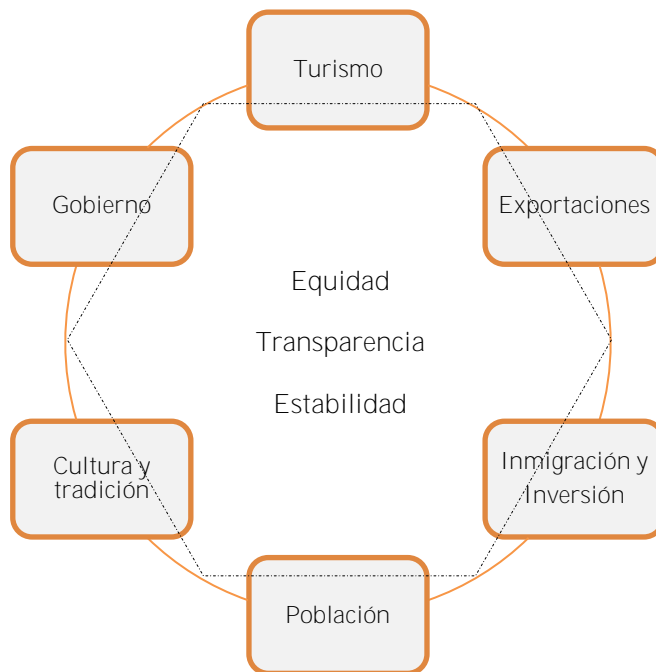 Turismo
Gobierno
Exportaciones
Equidad
Transparencia
Estabilidad
Cultura y
tradición
Inmigración y
Inversión
Población